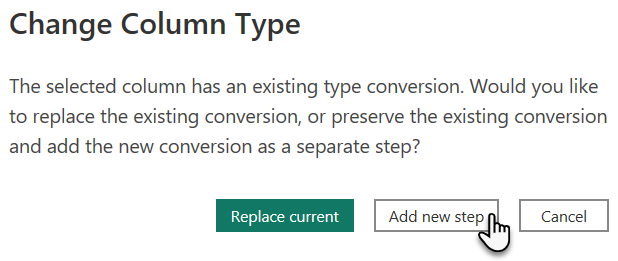 Change Column Type
The selected column has an existing type conversion. Would you like
to replace the existing conversion, or preserve the existing conversion
and add the new conversion as a separate step?
Replace current
Add new step
Cancel